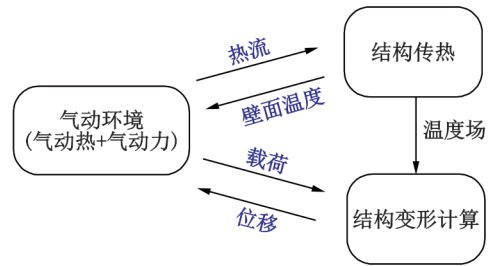 热流
结构传热
壁面温度
气动环境
(气动热+气动力)
温度场
载荷
位移
结构变形计算